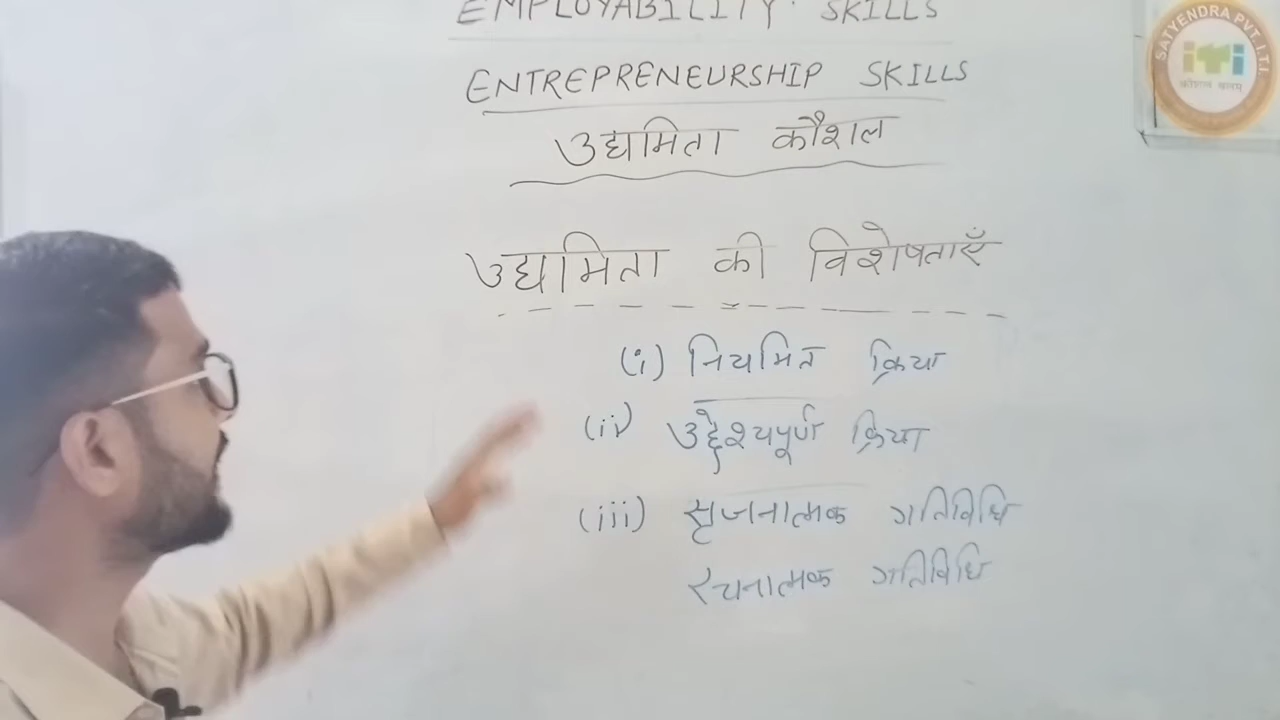 EMPLOYABILITY SKILLS
ENTREPRENEURSHIP SKILLS
उद्यमिता कौशल
उद्यमिता की विशेषताएँ
(i) नियमित क्रिया
(ii) उद्देश्यपूर्ण क्रिया
(iii) सृजनात्मक गतिविधि
रचनात्मक गतिविधि
SATYENDRA PVT. I.T.I.
iTi
कौशल बलम्